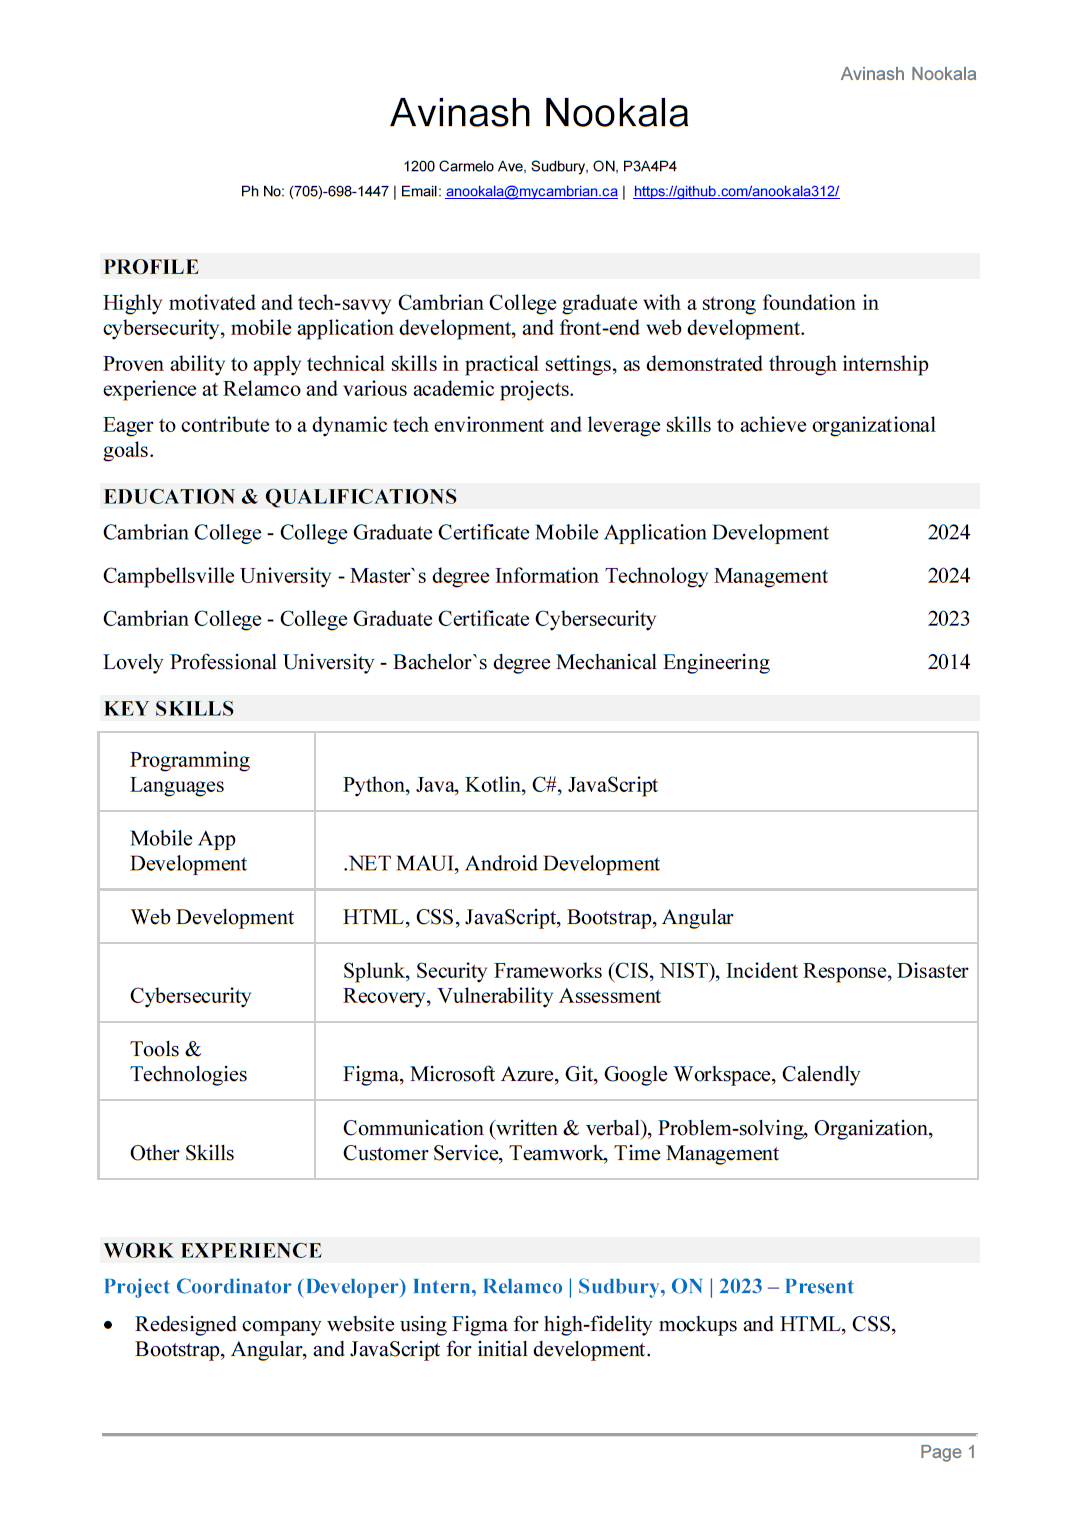 Avinash Nookala
Avinash Nookala
1200 Carmelo Ave, Sudbury, ON, P3A4P4
Ph No: (705)-698-1447 | Email: anookala@mycambrian.ca | https://github.com/anookala312/
PROFILE
Highly motivated and tech-savvy Cambrian College graduate with a strong foundation in
cybersecurity, mobile application development, and front-end web development.
Proven ability to apply technical skills in practical settings, as demonstrated through internship
experience at Relamco and various academic projects.
Eager to contribute to a dynamic tech environment and leverage skills to achieve organizational
goals.
EDUCATION & QUALIFICATIONS
Cambrian College - College Graduate Certificate Mobile Application Development 2024
Campbellsville University - Master`s degree Information Technology Management 2024
Cambrian College - College Graduate Certificate Cybersecurity 2023
Lovely Professional University - Bachelor`s degree Mechanical Engineering 2014
KEY SKILLS
Programming
Languages Python, Java, Kotlin, C#, JavaScript
Mobile App
Development .NET MAUI, Android Development
Web Development HTML, CSS, JavaScript, Bootstrap, Angular
Splunk, Security Frameworks (CIS, NIST), Incident Response, Disaster
Cybersecurity Recovery, Vulnerability Assessment
Tools &
Technologies Figma, Microsoft Azure, Git, Google Workspace, Calendly
Communication (written & verbal), Problem-solving, Organization,
Other Skills Customer Service, Teamwork, Time Management
WORK EXPERIENCE
Project Coordinator (Developer) Intern, Relamco | Sudbury, ON | 2023 – Present
• Redesigned company website using Figma for high-fidelity mockups and HTML, CSS,
Bootstrap, Angular, and JavaScript for initial development.
Page 1